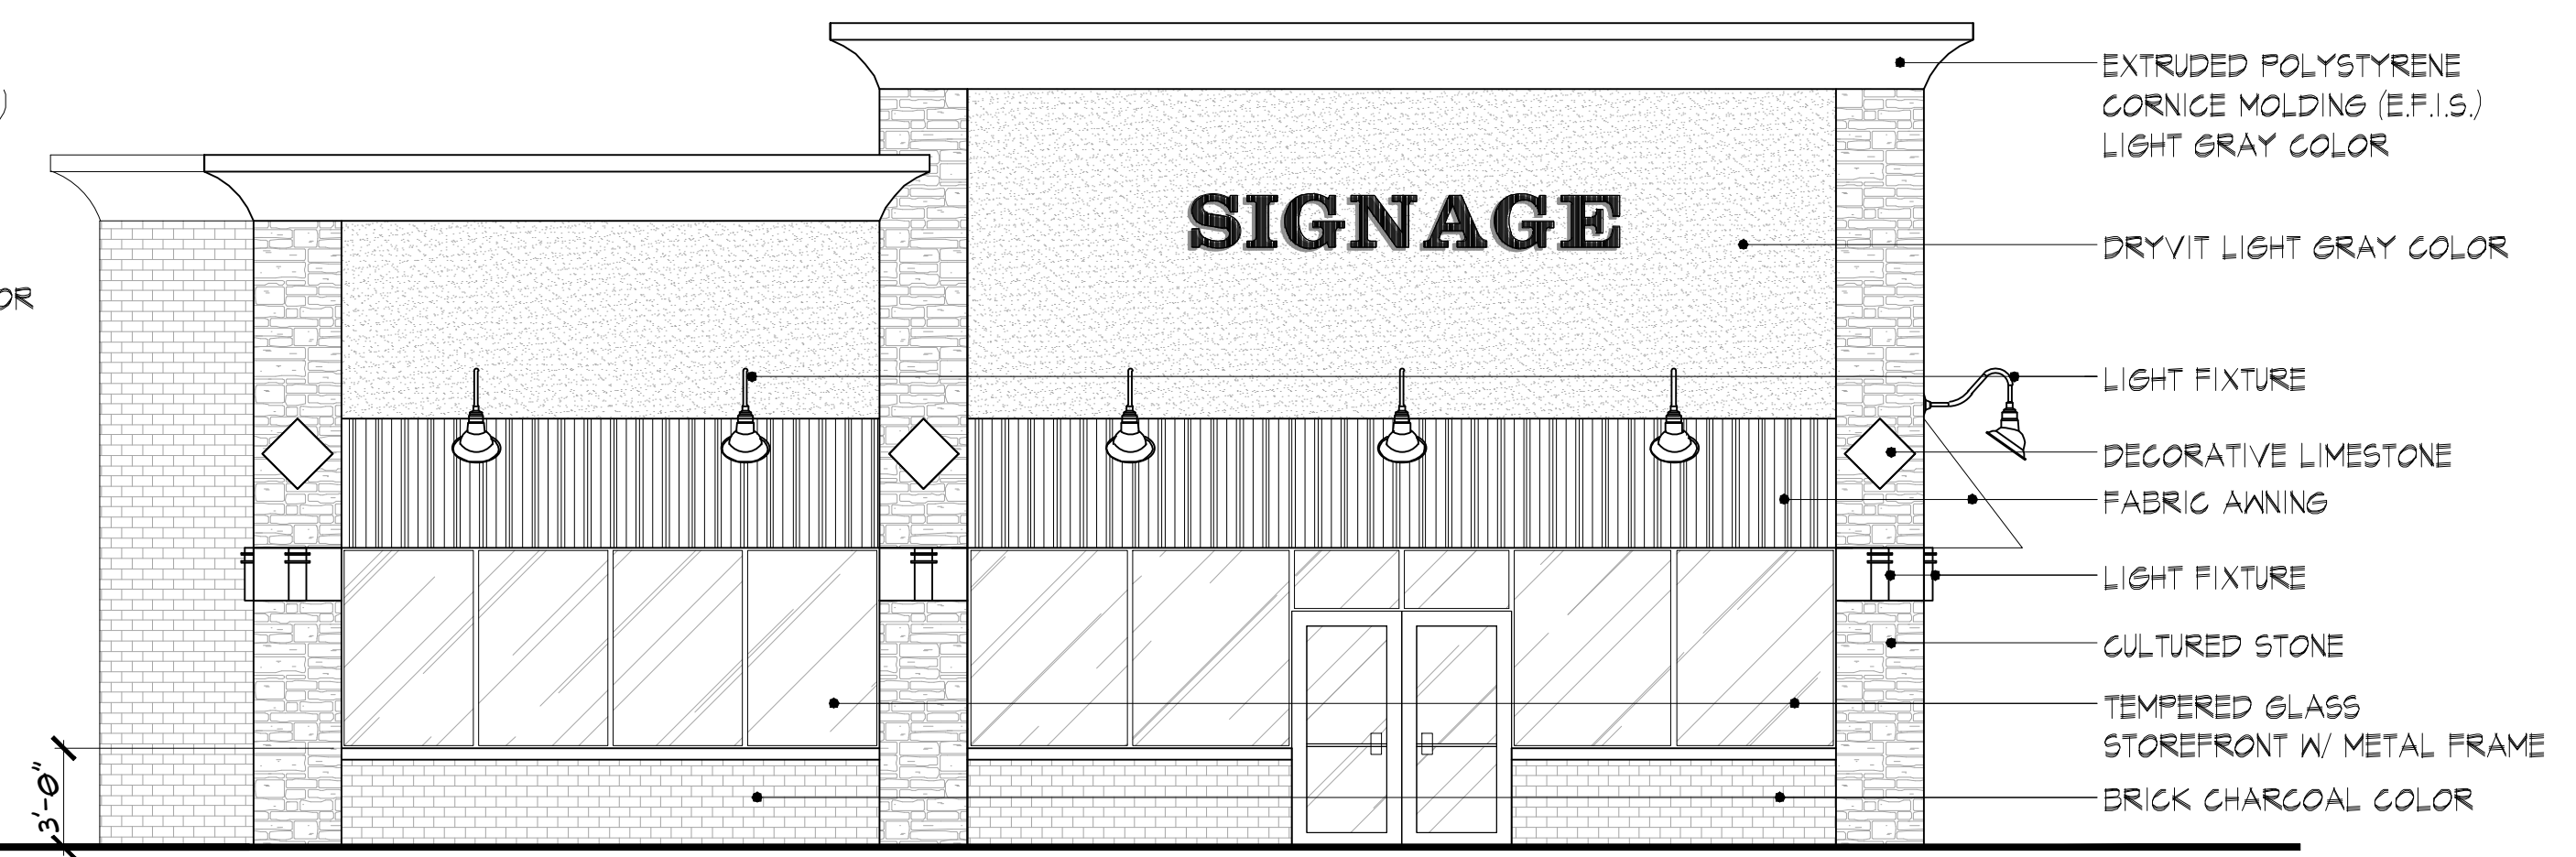 EXTRUDED POLYSTYRENE
CORNICE MOLDING (E.F.I.S.)
LIGHT GRAY COLOR
SIGNAGE
DRYVIT LIGHT GRAY COLOR
LIGHT FIXTURE
DECORATIVE LIMESTONE
FABRIC AWNING
LIGHT FIXTURE
CULTURED STONE
TEMPERED GLASS
STOREFRONT W/ METAL FRAME
BRICK CHARCOAL COLOR
3'-0"